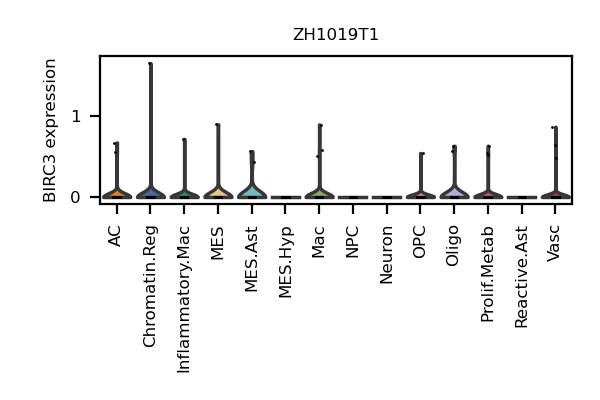 ZH1019T1
BIRC3 expression
1
0
AC
Chromatin.Reg
Inflammatory.Mac
MES
MES.Ast
MES.Hyp
Mac
NPC
Neuron
OPC
Oligo
Prolif.Metab
Reactive.Ast
Vasc